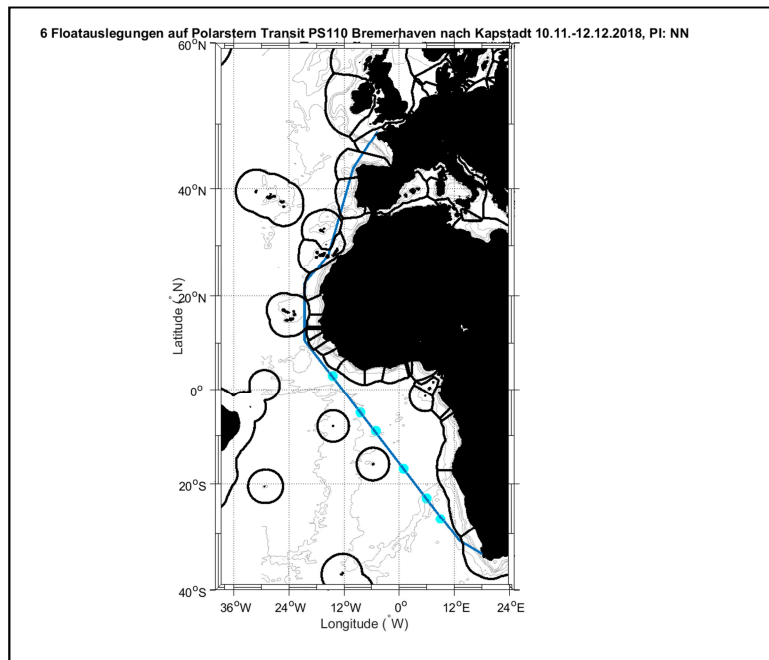 6 Floatauslegungen auf Polarstern Transit PS110 Bremerhaven nach Kapstadt 10.11.-12.12.2018, PI: NN
60°N
40°N
20°N
0°
20°S
40°S
Latitude (°N)
36°W 24°W 12°W 0° 12°E 24°E
Longitude (°W)